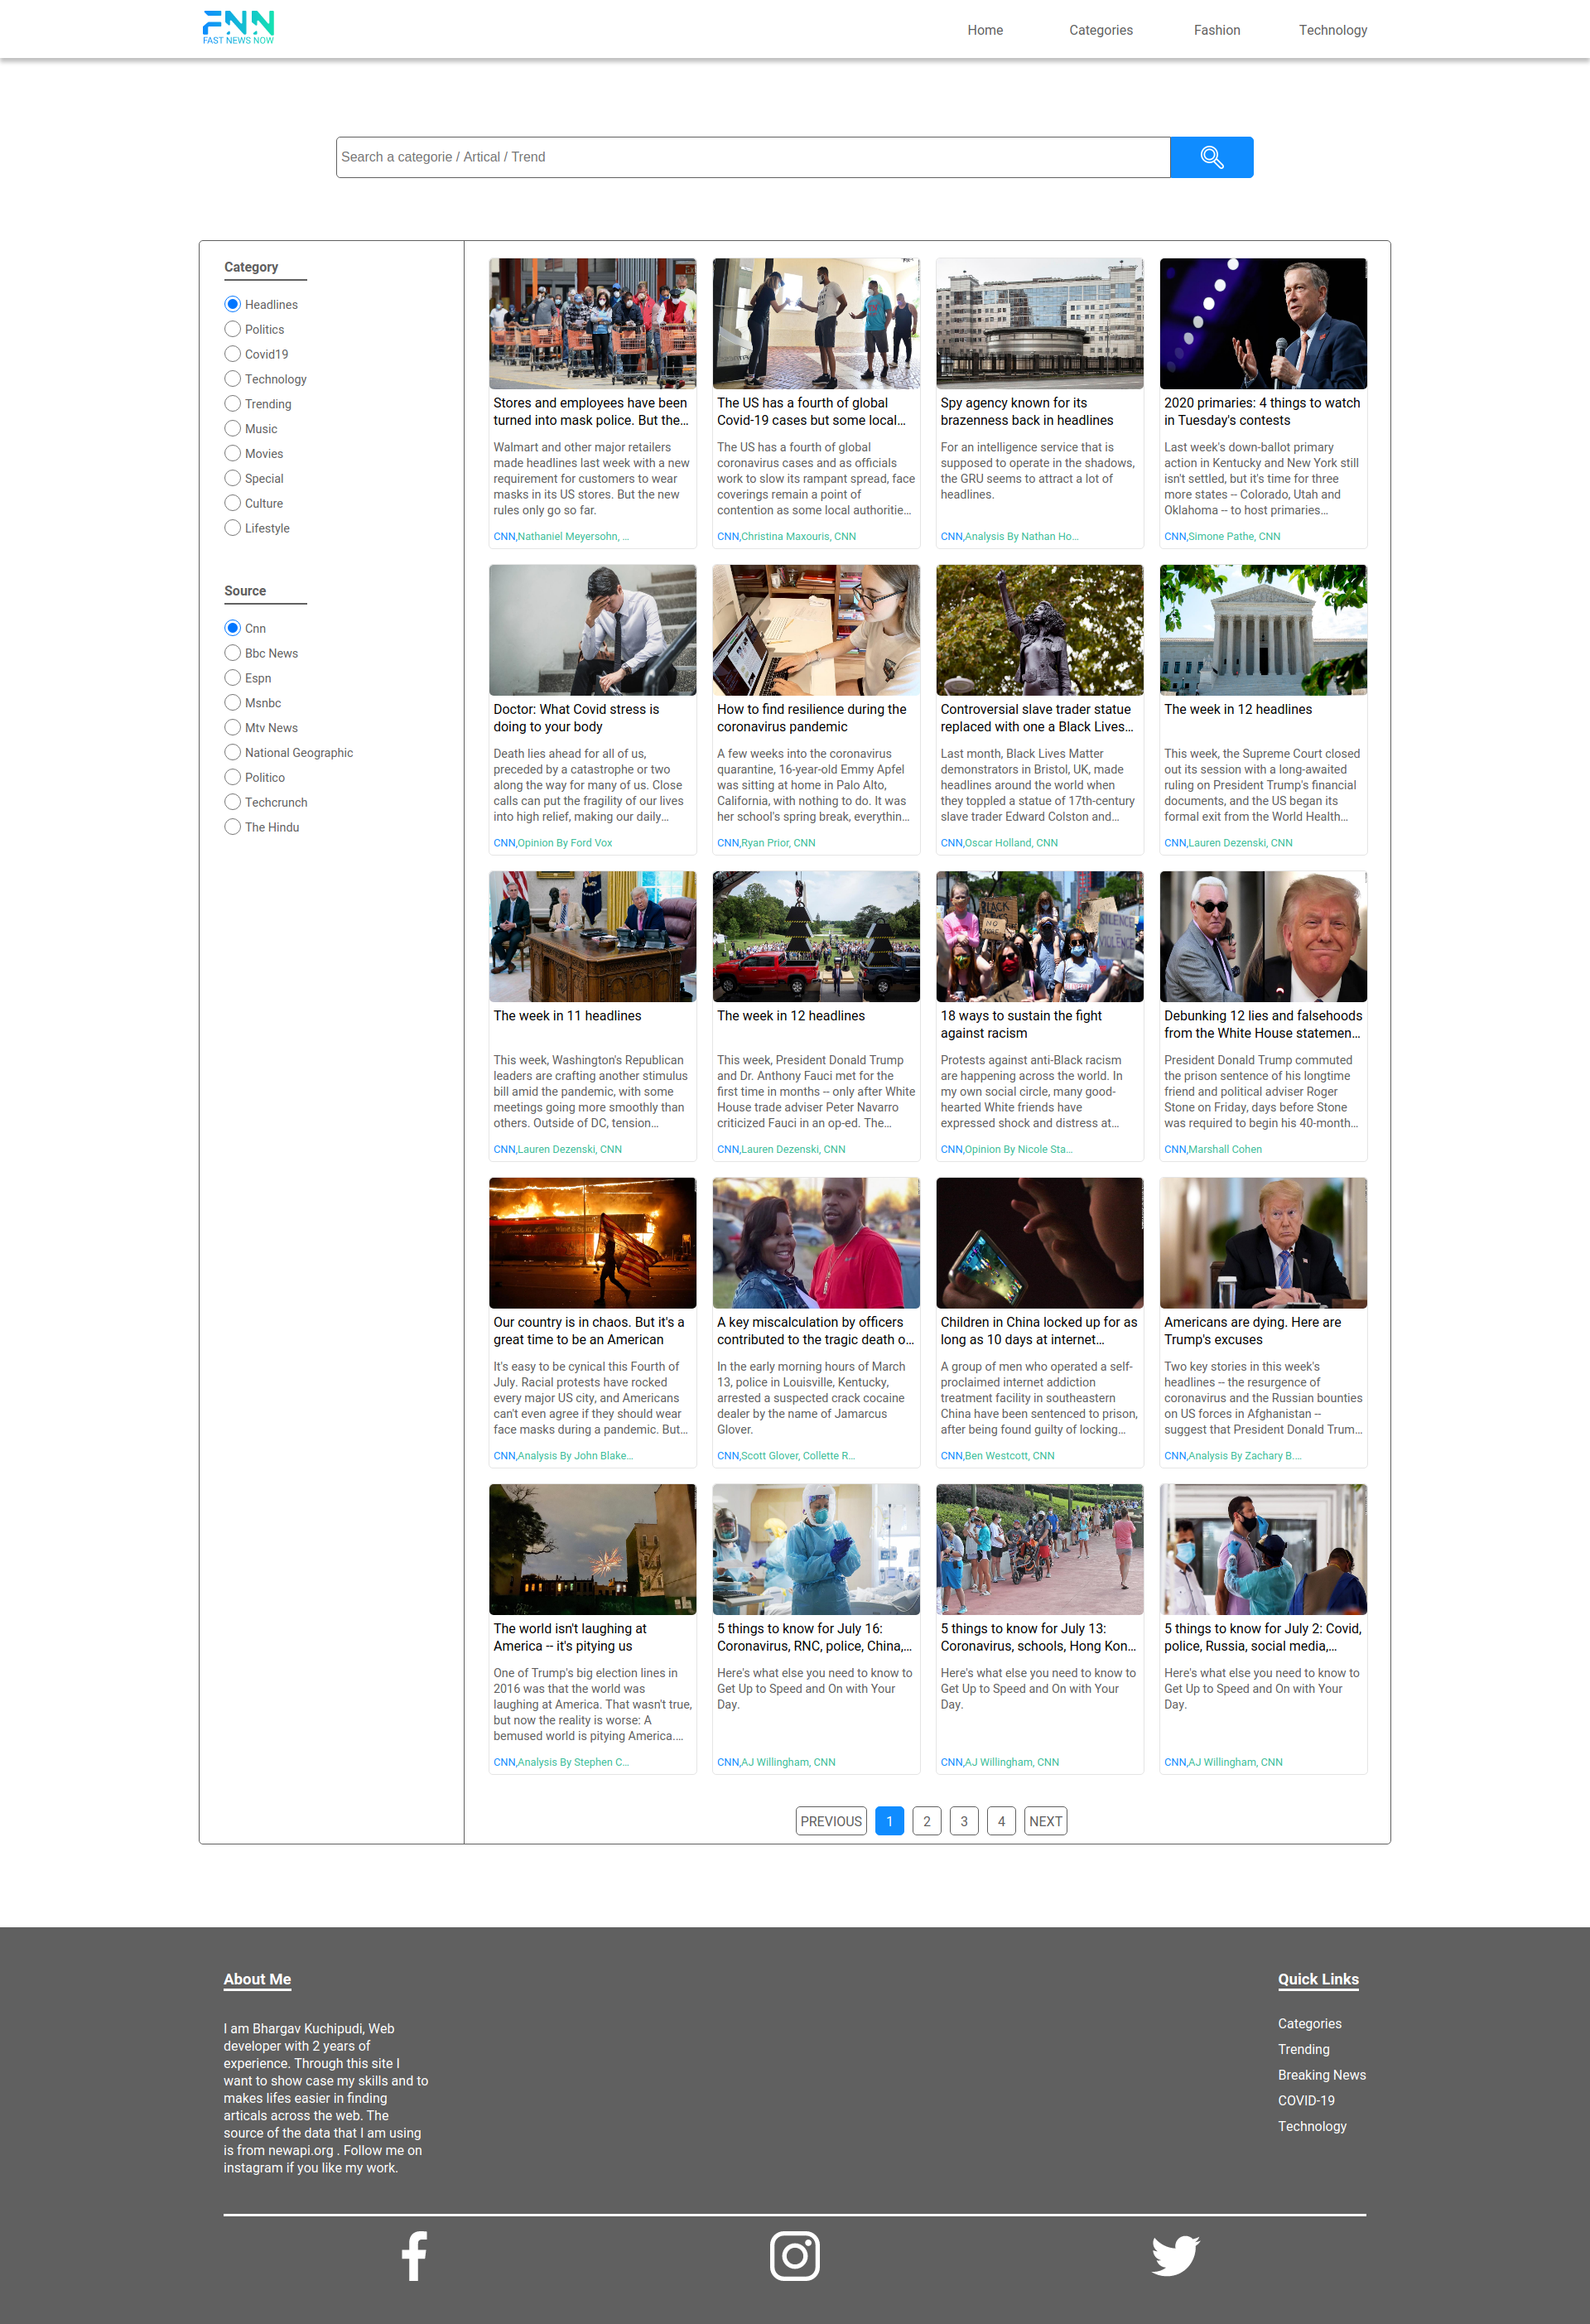 FNN
FAST NEWS NOW
Home
Categories
Fashion
Technology
Search a categorie / Artical / Trend
Category
Headlines
Politics
Covid19
Technology
Trending
Music
Movies
Special
Culture
Lifestyle
Source
Cnn
Bbc News
Espn
Msnbc
Mtv News
National Geographic
Politico
Techcrunch
The Hindu
Stores and employees have been
turned into mask police. But the…
Walmart and other major retailers
made headlines last week with a new
requirement for customers to wear
masks in its US stores. But the new
rules only go so far.
CNN,Nathaniel Meyersohn, …
The US has a fourth of global
Covid-19 cases but some local…
The US has a fourth of global
coronavirus cases and as officials
work to slow its rampant spread, face
coverings remain a point of
contention as some local authoritie…
CNN,Christina Maxouris, CNN
Spy agency known for its
brazenness back in headlines
For an intelligence service that is
supposed to operate in the shadows,
the GRU seems to attract a lot of
headlines.
CNN,Analysis By Nathan Ho…
2020 primaries: 4 things to watch
in Tuesday's contests
Last week's down-ballot primary
action in Kentucky and New York still
isn't settled, but it's time for three
more states -- Colorado, Utah and
Oklahoma -- to host primaries…
CNN,Simone Pathe, CNN
Doctor: What Covid stress is
doing to your body
Death lies ahead for all of us,
preceded by a catastrophe or two
along the way for many of us. Close
calls can put the fragility of our lives
into high relief, making our daily…
CNN,Opinion By Ford Vox
How to find resilience during the
coronavirus pandemic
A few weeks into the coronavirus
quarantine, 16-year-old Emmy Apfel
was sitting at home in Palo Alto,
California, with nothing to do. It was
her school's spring break, everythin…
CNN,Ryan Prior, CNN
Controversial slave trader statue
replaced with one a Black Lives…
Last month, Black Lives Matter
demonstrators in Bristol, UK, made
headlines around the world when
they toppled a statue of 17th-century
slave trader Edward Colston and…
CNN,Oscar Holland, CNN
The week in 12 headlines
This week, the Supreme Court closed
out its session with a long-awaited
ruling on President Trump's financial
documents, and the US began its
formal exit from the World Health…
CNN,Lauren Dezenski, CNN
The week in 11 headlines
This week, Washington's Republican
leaders are crafting another stimulus
bill amid the pandemic, with some
meetings going more smoothly than
others. Outside of DC, tension…
CNN,Lauren Dezenski, CNN
The week in 12 headlines
This week, President Donald Trump
and Dr. Anthony Fauci met for the
first time in months -- only after White
House trade adviser Peter Navarro
criticized Fauci in an op-ed. The…
CNN,Lauren Dezenski, CNN
BLACK
NO
SILENCE =
VIOLENCE
18 ways to sustain the fight
against racism
Protests against anti-Black racism
are happening across the world. In
my own social circle, many good-
hearted White friends have
expressed shock and distress at…
CNN,Opinion By Nicole Sta…
Debunking 12 lies and falsehoods
from the White House statemen…
President Donald Trump commuted
the prison sentence of his longtime
friend and political adviser Roger
Stone on Friday, days before Stone
was required to begin his 40-month…
CNN,Marshall Cohen
Our country is in chaos. But it's a
great time to be an American
It's easy to be cynical this Fourth of
July. Racial protests have rocked
every major US city, and Americans
can't even agree if they should wear
face masks during a pandemic. But…
CNN,Analysis By John Blake…
A key miscalculation by officers
contributed to the tragic death o…
In the early morning hours of March
13, police in Louisville, Kentucky,
arrested a suspected crack cocaine
dealer by the name of Jamarcus
Glover.
CNN,Scott Glover, Collette R…
Children in China locked up for as
long as 10 days at internet…
A group of men who operated a self-
proclaimed internet addiction
treatment facility in southeastern
China have been sentenced to prison,
after being found guilty of locking…
CNN,Ben Westcott, CNN
Americans are dying. Here are
Trump's excuses
Two key stories in this week's
headlines -- the resurgence of
coronavirus and the Russian bounties
on US forces in Afghanistan --
suggest that President Donald Trum…
CNN,Analysis By Zachary B.…
The world isn't laughing at
America -- it's pitying us
One of Trump's big election lines in
2016 was that the world was
laughing at America. That wasn't true,
but now the reality is worse: A
bemused world is pitying America.…
CNN,Analysis By Stephen C…
5 things to know for July 16:
Coronavirus, RNC, police, China,…
Here's what else you need to know to
Get Up to Speed and On with Your
Day.
CNN,AJ Willingham, CNN
5 things to know for July 13:
Coronavirus, schools, Hong Kon…
Here's what else you need to know to
Get Up to Speed and On with Your
Day.
CNN,AJ Willingham, CNN
5 things to know for July 2: Covid,
police, Russia, social media,…
Here's what else you need to know to
Get Up to Speed and On with Your
Day.
CNN,AJ Willingham, CNN
PREVIOUS
1
2
3
4
NEXT
About Me
I am Bhargav Kuchipudi, Web
developer with 2 years of
experience. Through this site I
want to show case my skills and to
makes lifes easier in finding
articals across the web. The
source of the data that I am using
is from newapi.org . Follow me on
instagram if you like my work.
Quick Links
Categories
Trending
Breaking News
COVID-19
Technology